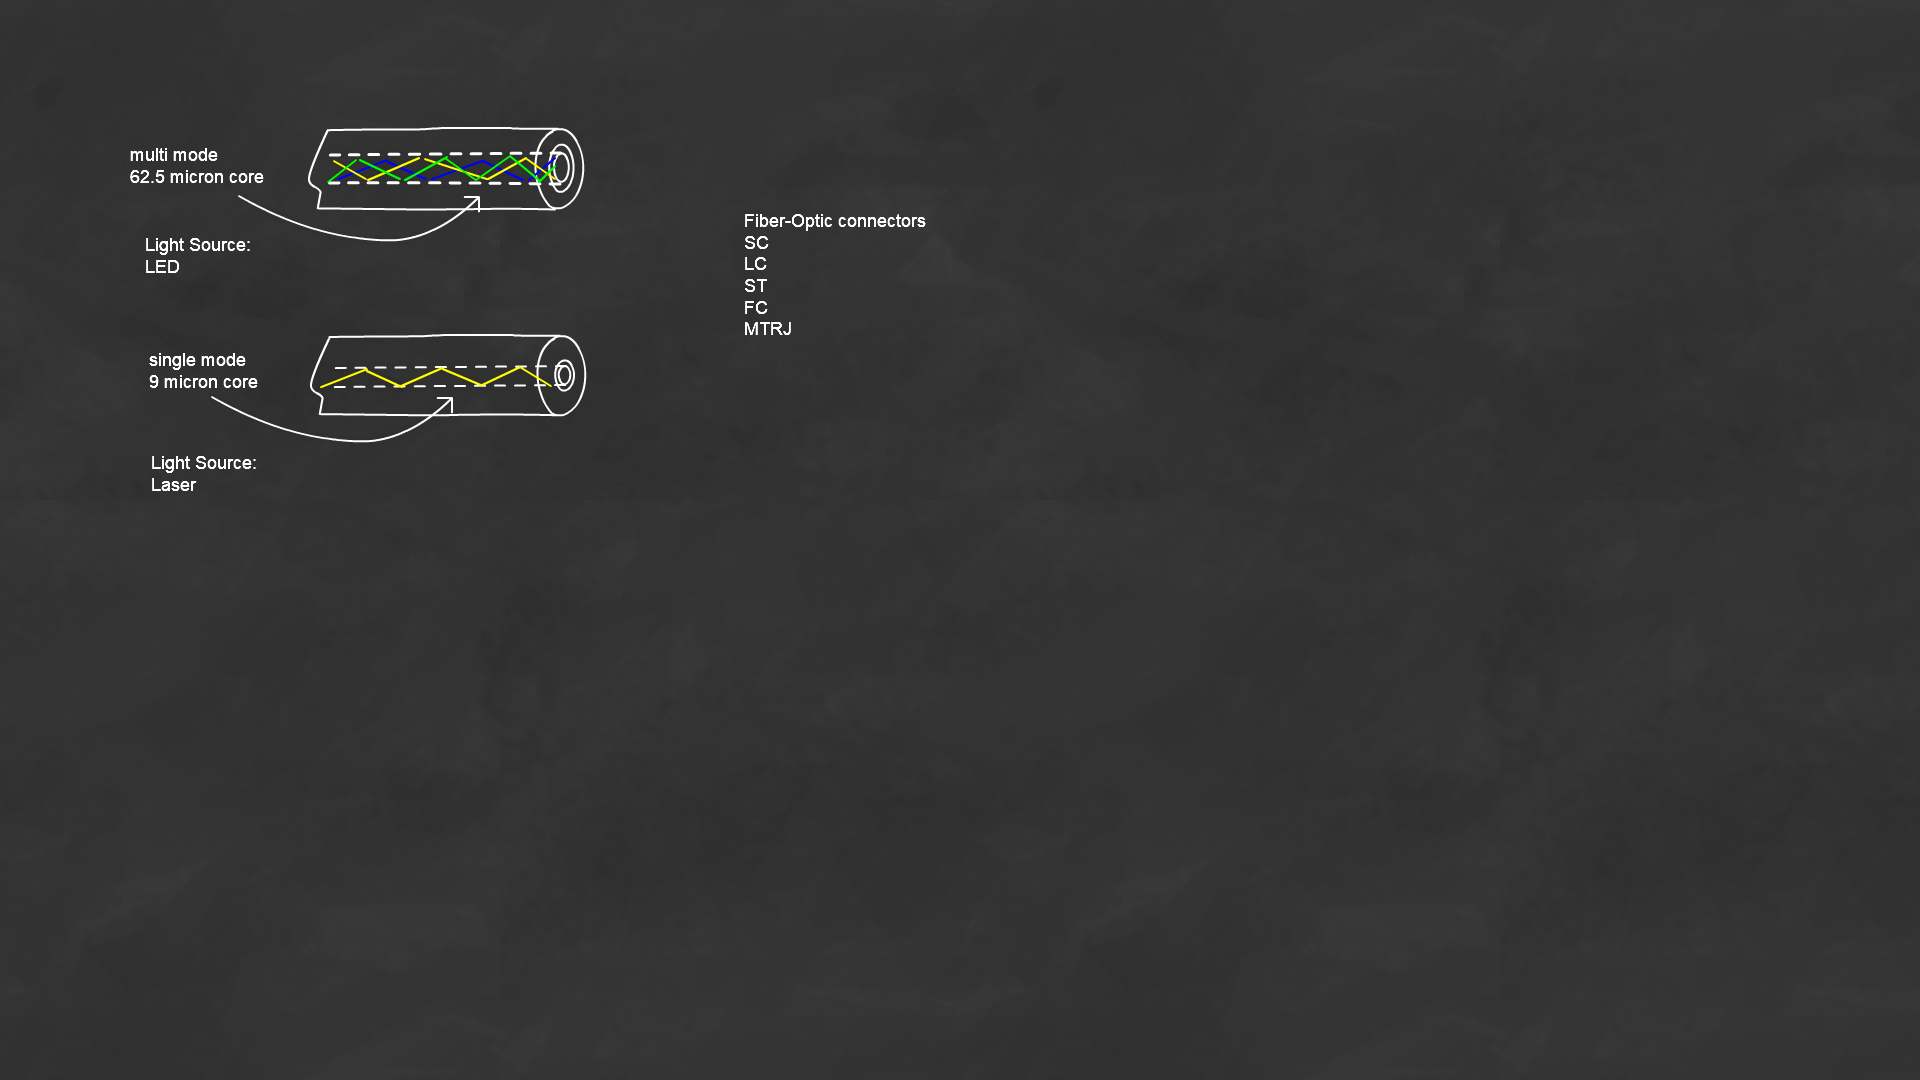 multi mode
62.5 micron core
Light Source:
LED
single mode
9 micron core
Light Source:
Laser
Fiber-Optic connectors
SC
LC
ST
FC
MTRJ